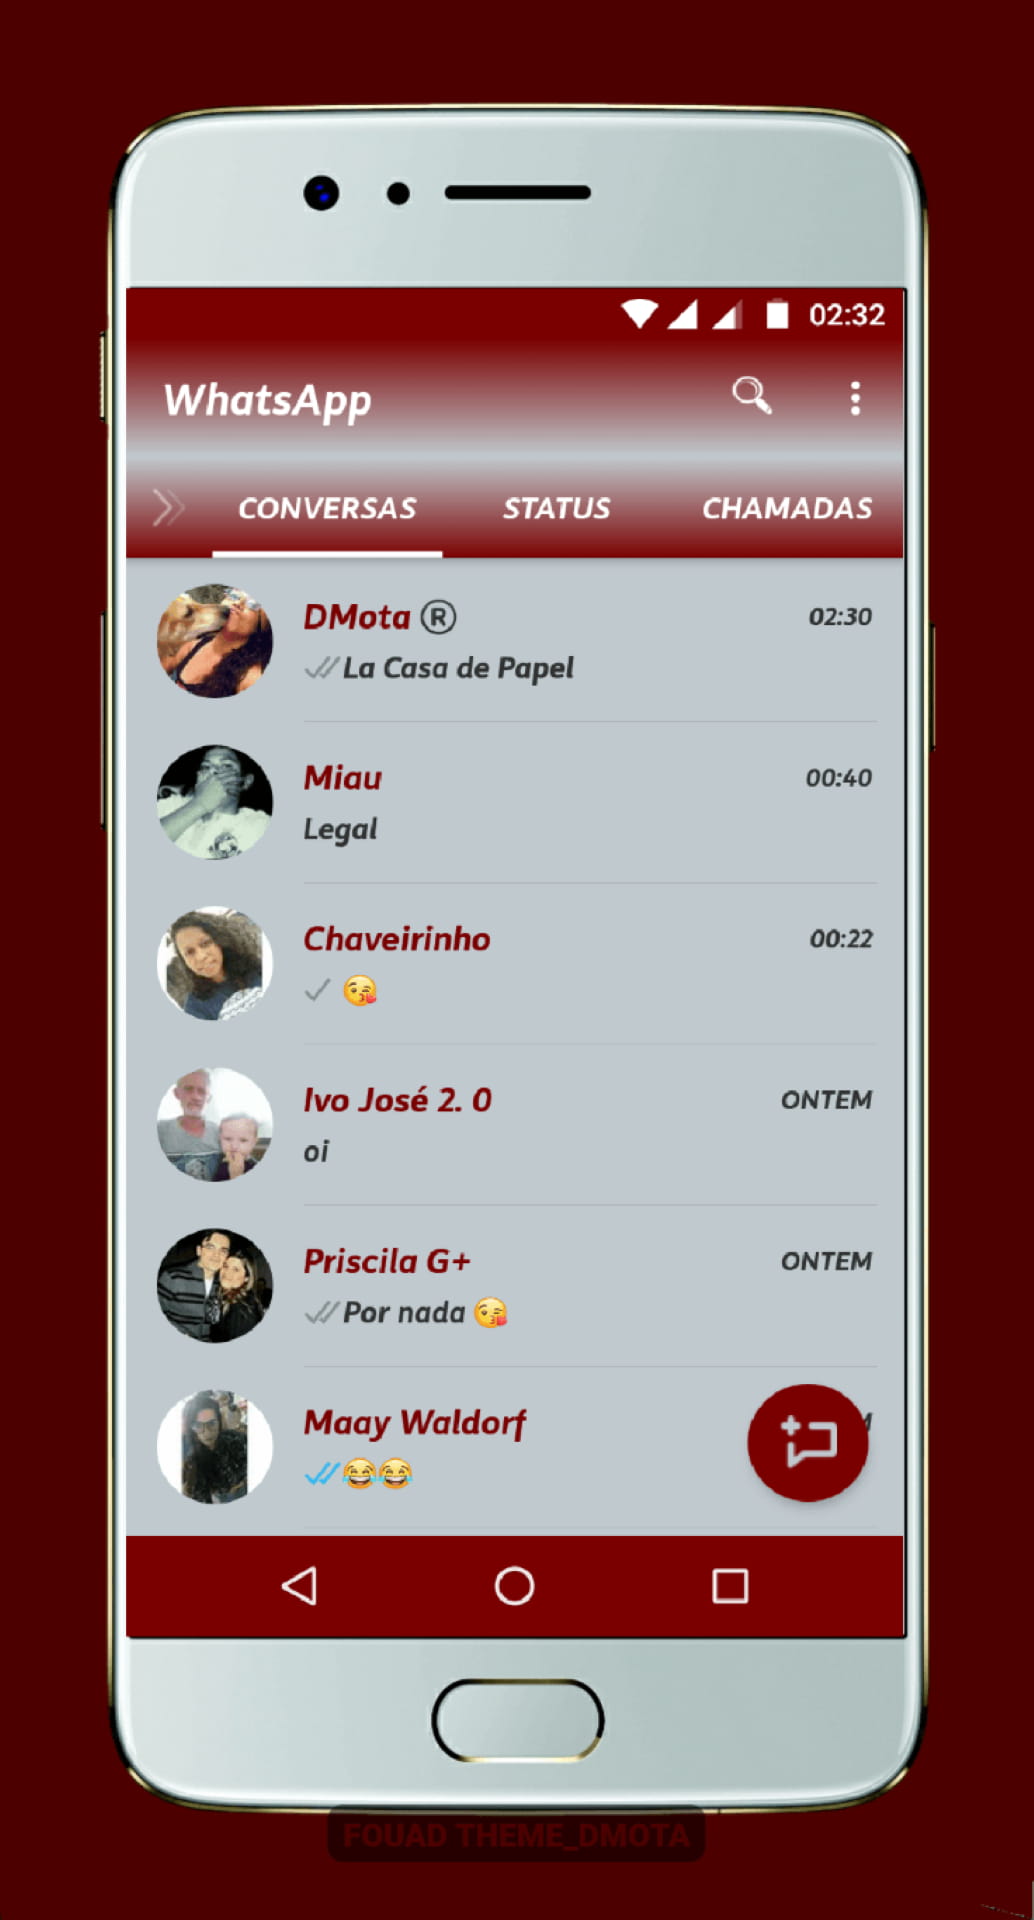 02:32
WhatsApp
CONVERSAS STATUS CHAMADAS
DMota ® 02:30
La Casa de Papel
Miau 00:40
Legal
Chaveirinho 00:22
😘
Ivo José 2. 0 ONTEM
oi
Priscila G+ ONTEM
Por nada 😘
Maay Waldorf
😂😂
FOUAD THEME_DMOTA